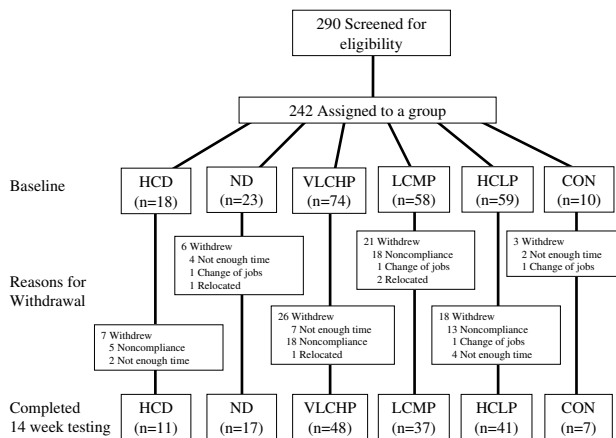 290 Screened for
eligibility
242 Assigned to a group
Baseline
HCD
(n=18)
ND
(n=23)
VLCHP
(n=74)
LCMP
(n=58)
HCLP
(n=59)
CON
(n=10)
Reasons for
Withdrawal
7 Withdrew
5 Noncompliance
2 Not enough time
6 Withdrew
4 Not enough time
1 Change of jobs
1 Relocated
26 Withdrew
7 Not enough time
18 Noncompliance
1 Relocated
21 Withdrew
18 Noncompliance
1 Change of jobs
2 Relocated
18 Withdrew
13 Noncompliance
1 Change of jobs
4 Not enough time
3 Withdrew
2 Not enough time
1 Change of jobs
Completed
14 week testing
HCD
(n=11)
ND
(n=17)
VLCHP
(n=48)
LCMP
(n=37)
HCLP
(n=41)
CON
(n=7)